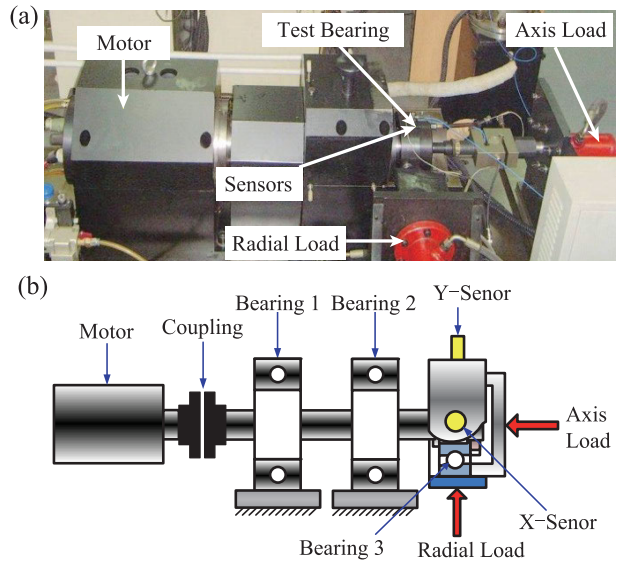 (a)
Motor
Test Bearing
Axis Load
Sensors
Radial Load
(b)
Motor
Coupling
Bearing 1
Bearing 2
Y-Senor
Axis
Load
X-Senor
Bearing 3
Radial Load